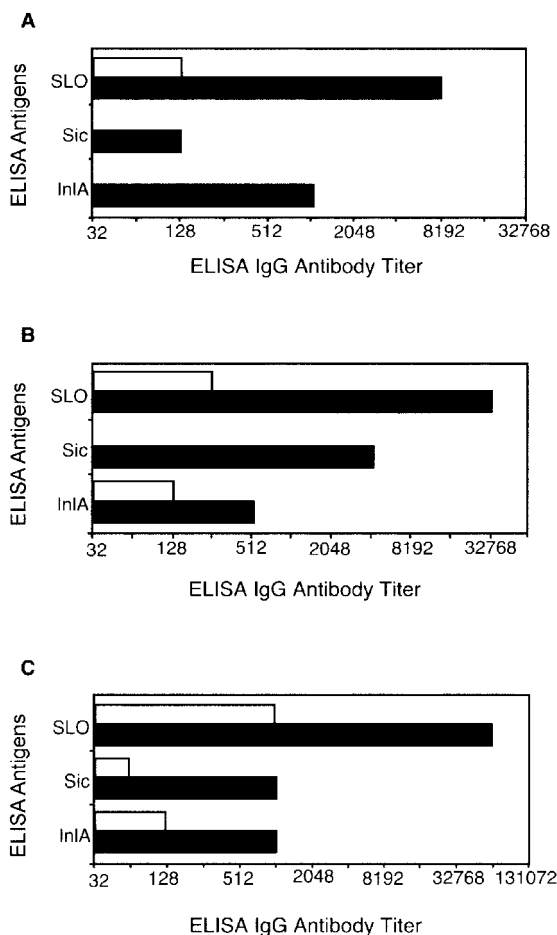 A
ELISA Antigens
SLO
Sic
InlA
32 128 512 2048 8192 32768
ELISA IgG Antibody Titer
B
ELISA Antigens
SLO
Sic
InlA
32 128 512 2048 8192 32768
ELISA IgG Antibody Titer
C
ELISA Antigens
SLO
Sic
InlA
32 128 512 2048 8192 32768 131072
ELISA IgG Antibody Titer